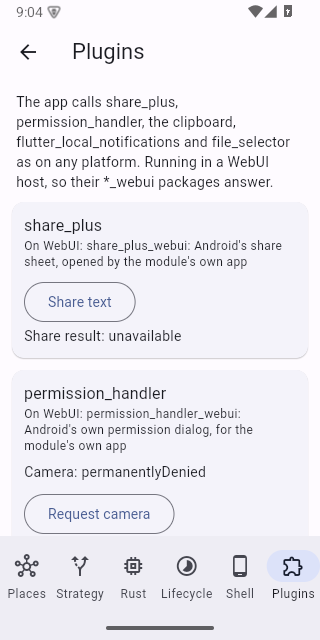 9:04
Plugins
The app calls share_plus,
permission_handler, the clipboard,
flutter_local_notifications and file_selector
as on any platform. Running in a WebUI
host, so their *_webui packages answer.
share_plus
On WebUI: share_plus_webui: Android's share
sheet, opened by the module's own app
Share text
Share result: unavailable
permission_handler
On WebUI: permission_handler_webui:
Android's own permission dialog, for the
module's own app
Camera: permanentlyDenied
Request camera
Places Strategy Rust Lifecycle Shell Plugins